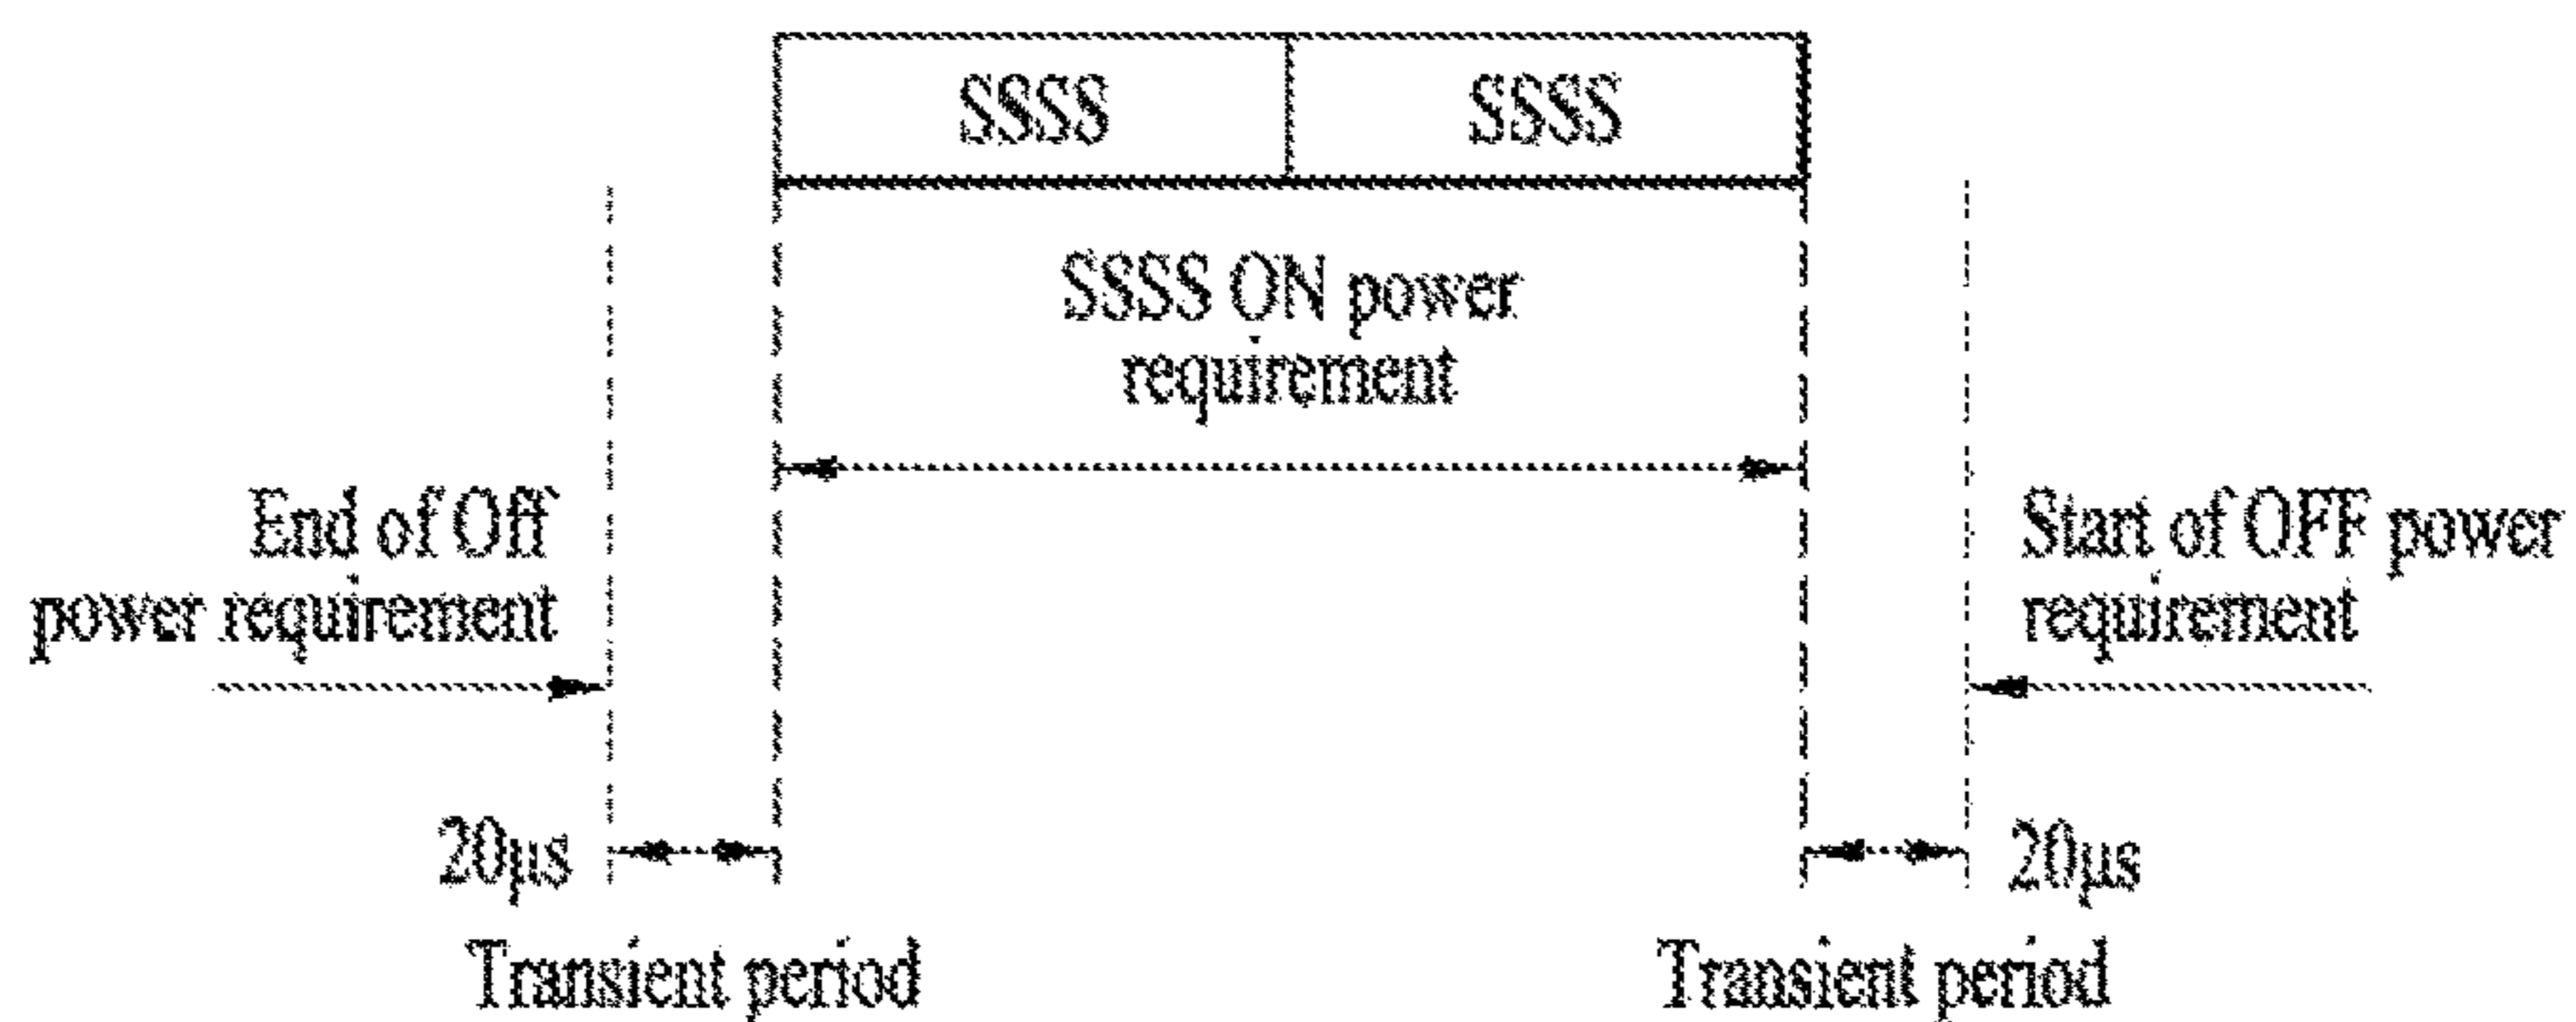 SSSS SSSS
SSSS ON power
requirement
End of Off
power requirement
Start of OFF power
requirement
20μs
20μs
Transient period
Transient period